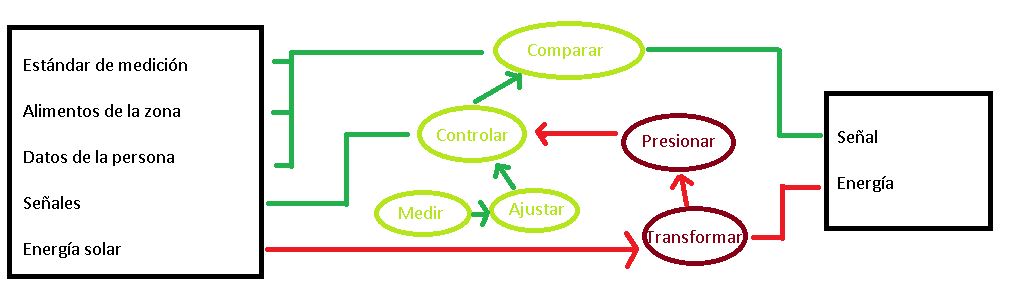 Estándar de medición
Alimentos de la zona
Datos de la persona
Señales
Energía solar
Comparar
Controlar
Presionar
Medir
Ajustar
Transformar
Señal
Energía